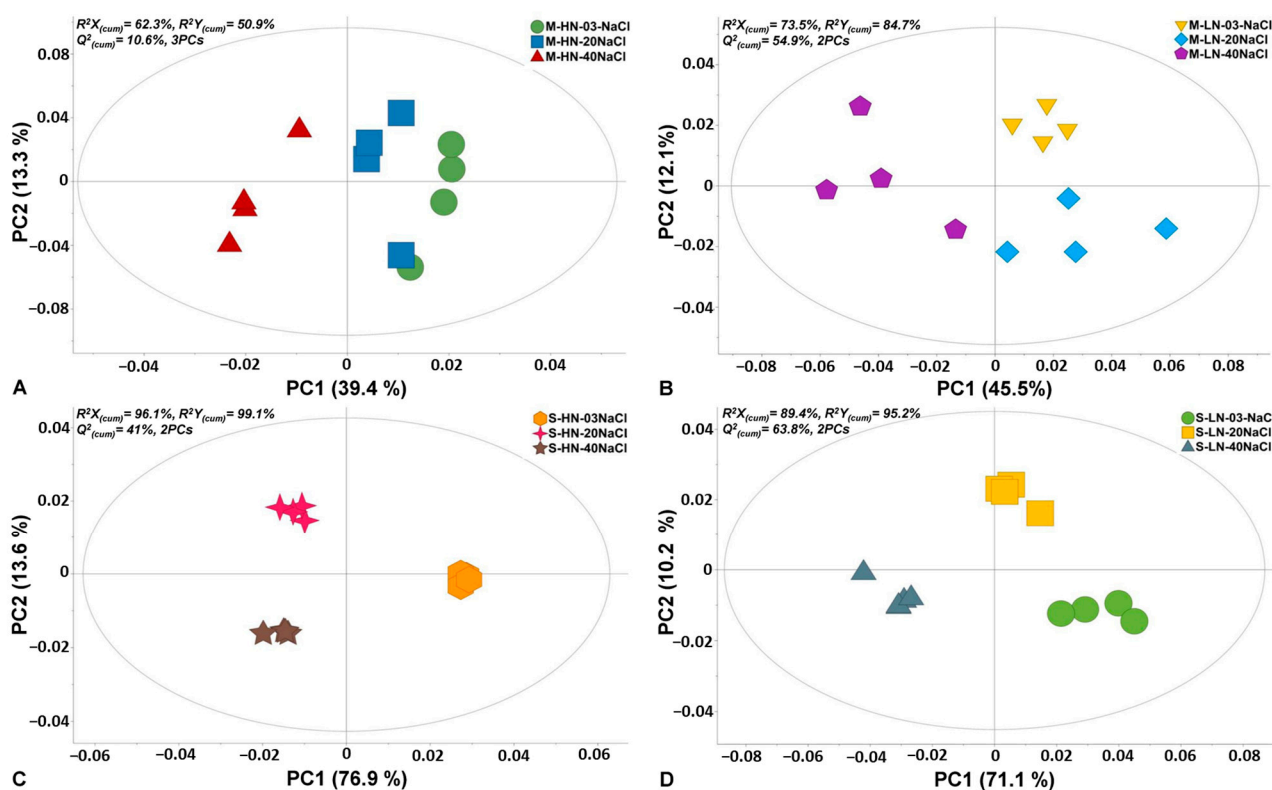 R²X(cum) = 62.3%, R²Y(cum) = 50.9%
Q²(cum) = 10.6%, 3PCs
M-HN-03-NaCl
M-HN-20NaCl
M-HN-40NaCl
0.08
0.04
0
−0.04
−0.08
PC2 (13.3 %)
−0.04
−0.02
0
0.02
0.04
PC1 (39.4 %)
A
R²X(cum) = 73.5%, R²Y(cum) = 84.7%
Q²(cum) = 54.9%, 2PCs
M-LN-03-NaCl
M-LN-20NaCl
M-LN-40NaCl
0.04
0.02
0
−0.02
−0.04
PC2 (12.1%)
−0.08
−0.06
−0.04
−0.02
0
0.02
0.04
0.06
0.08
PC1 (45.5%)
B
R²X(cum) = 96.1%, R²Y(cum) = 99.1%
Q²(cum) = 41%, 2PCs
S-HN-03NaCl
S-HN-20NaCl
S-HN-40NaCl
0.04
0.02
0
−0.02
−0.04
PC2 (13.6 %)
−0.06
−0.04
−0.02
0
0.02
0.04
0.06
PC1 (76.9 %)
C
R²X(cum) = 89.4%, R²Y(cum) = 95.2%
Q²(cum) = 63.8%, 2PCs
S-LN-03-NaCl
S-LN-20NaCl
S-LN-40NaCl
0.04
0.02
0
−0.02
−0.04
PC2 (10.2 %)
−0.08
−0.06
−0.04
−0.02
0
0.02
0.04
0.06
0.08
PC1 (71.1 %)
D